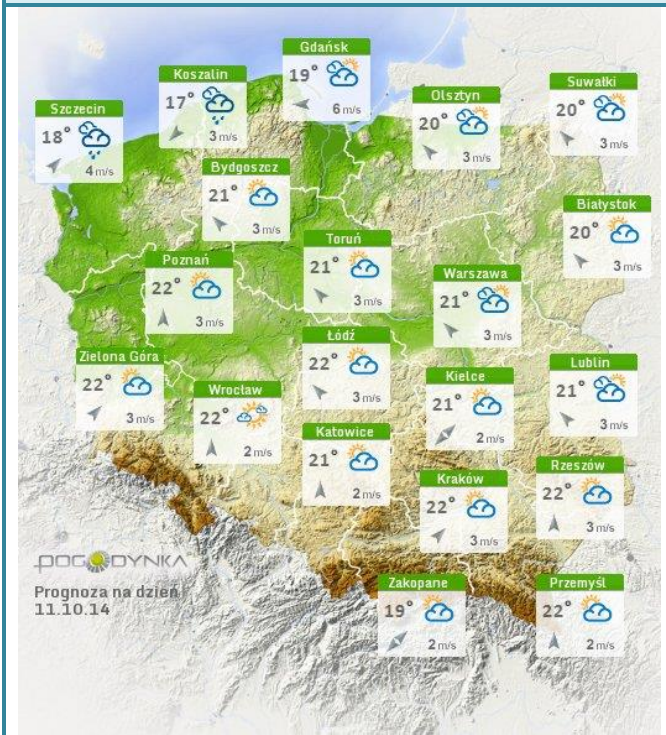 Gdańsk
19°
6 m/s
Koszalin
17°
3 m/s
Szczecin
18°
4 m/s
Olsztyn
20°
3 m/s
Suwałki
20°
3 m/s
Bydgoszcz
21°
3 m/s
Białystok
20°
3 m/s
Toruń
21°
3 m/s
Poznań
22°
3 m/s
Warszawa
21°
3 m/s
Łódź
22°
3 m/s
Zielona Góra
22°
3 m/s
Wrocław
22°
2 m/s
Kielce
21°
2 m/s
Lublin
21°
3 m/s
Katowice
21°
2 m/s
Kraków
22°
3 m/s
Rzeszów
22°
3 m/s
POGODYNKA
Prognoza na dzień
11.10.14
Zakopane
19°
2 m/s
Przemyśl
22°
2 m/s